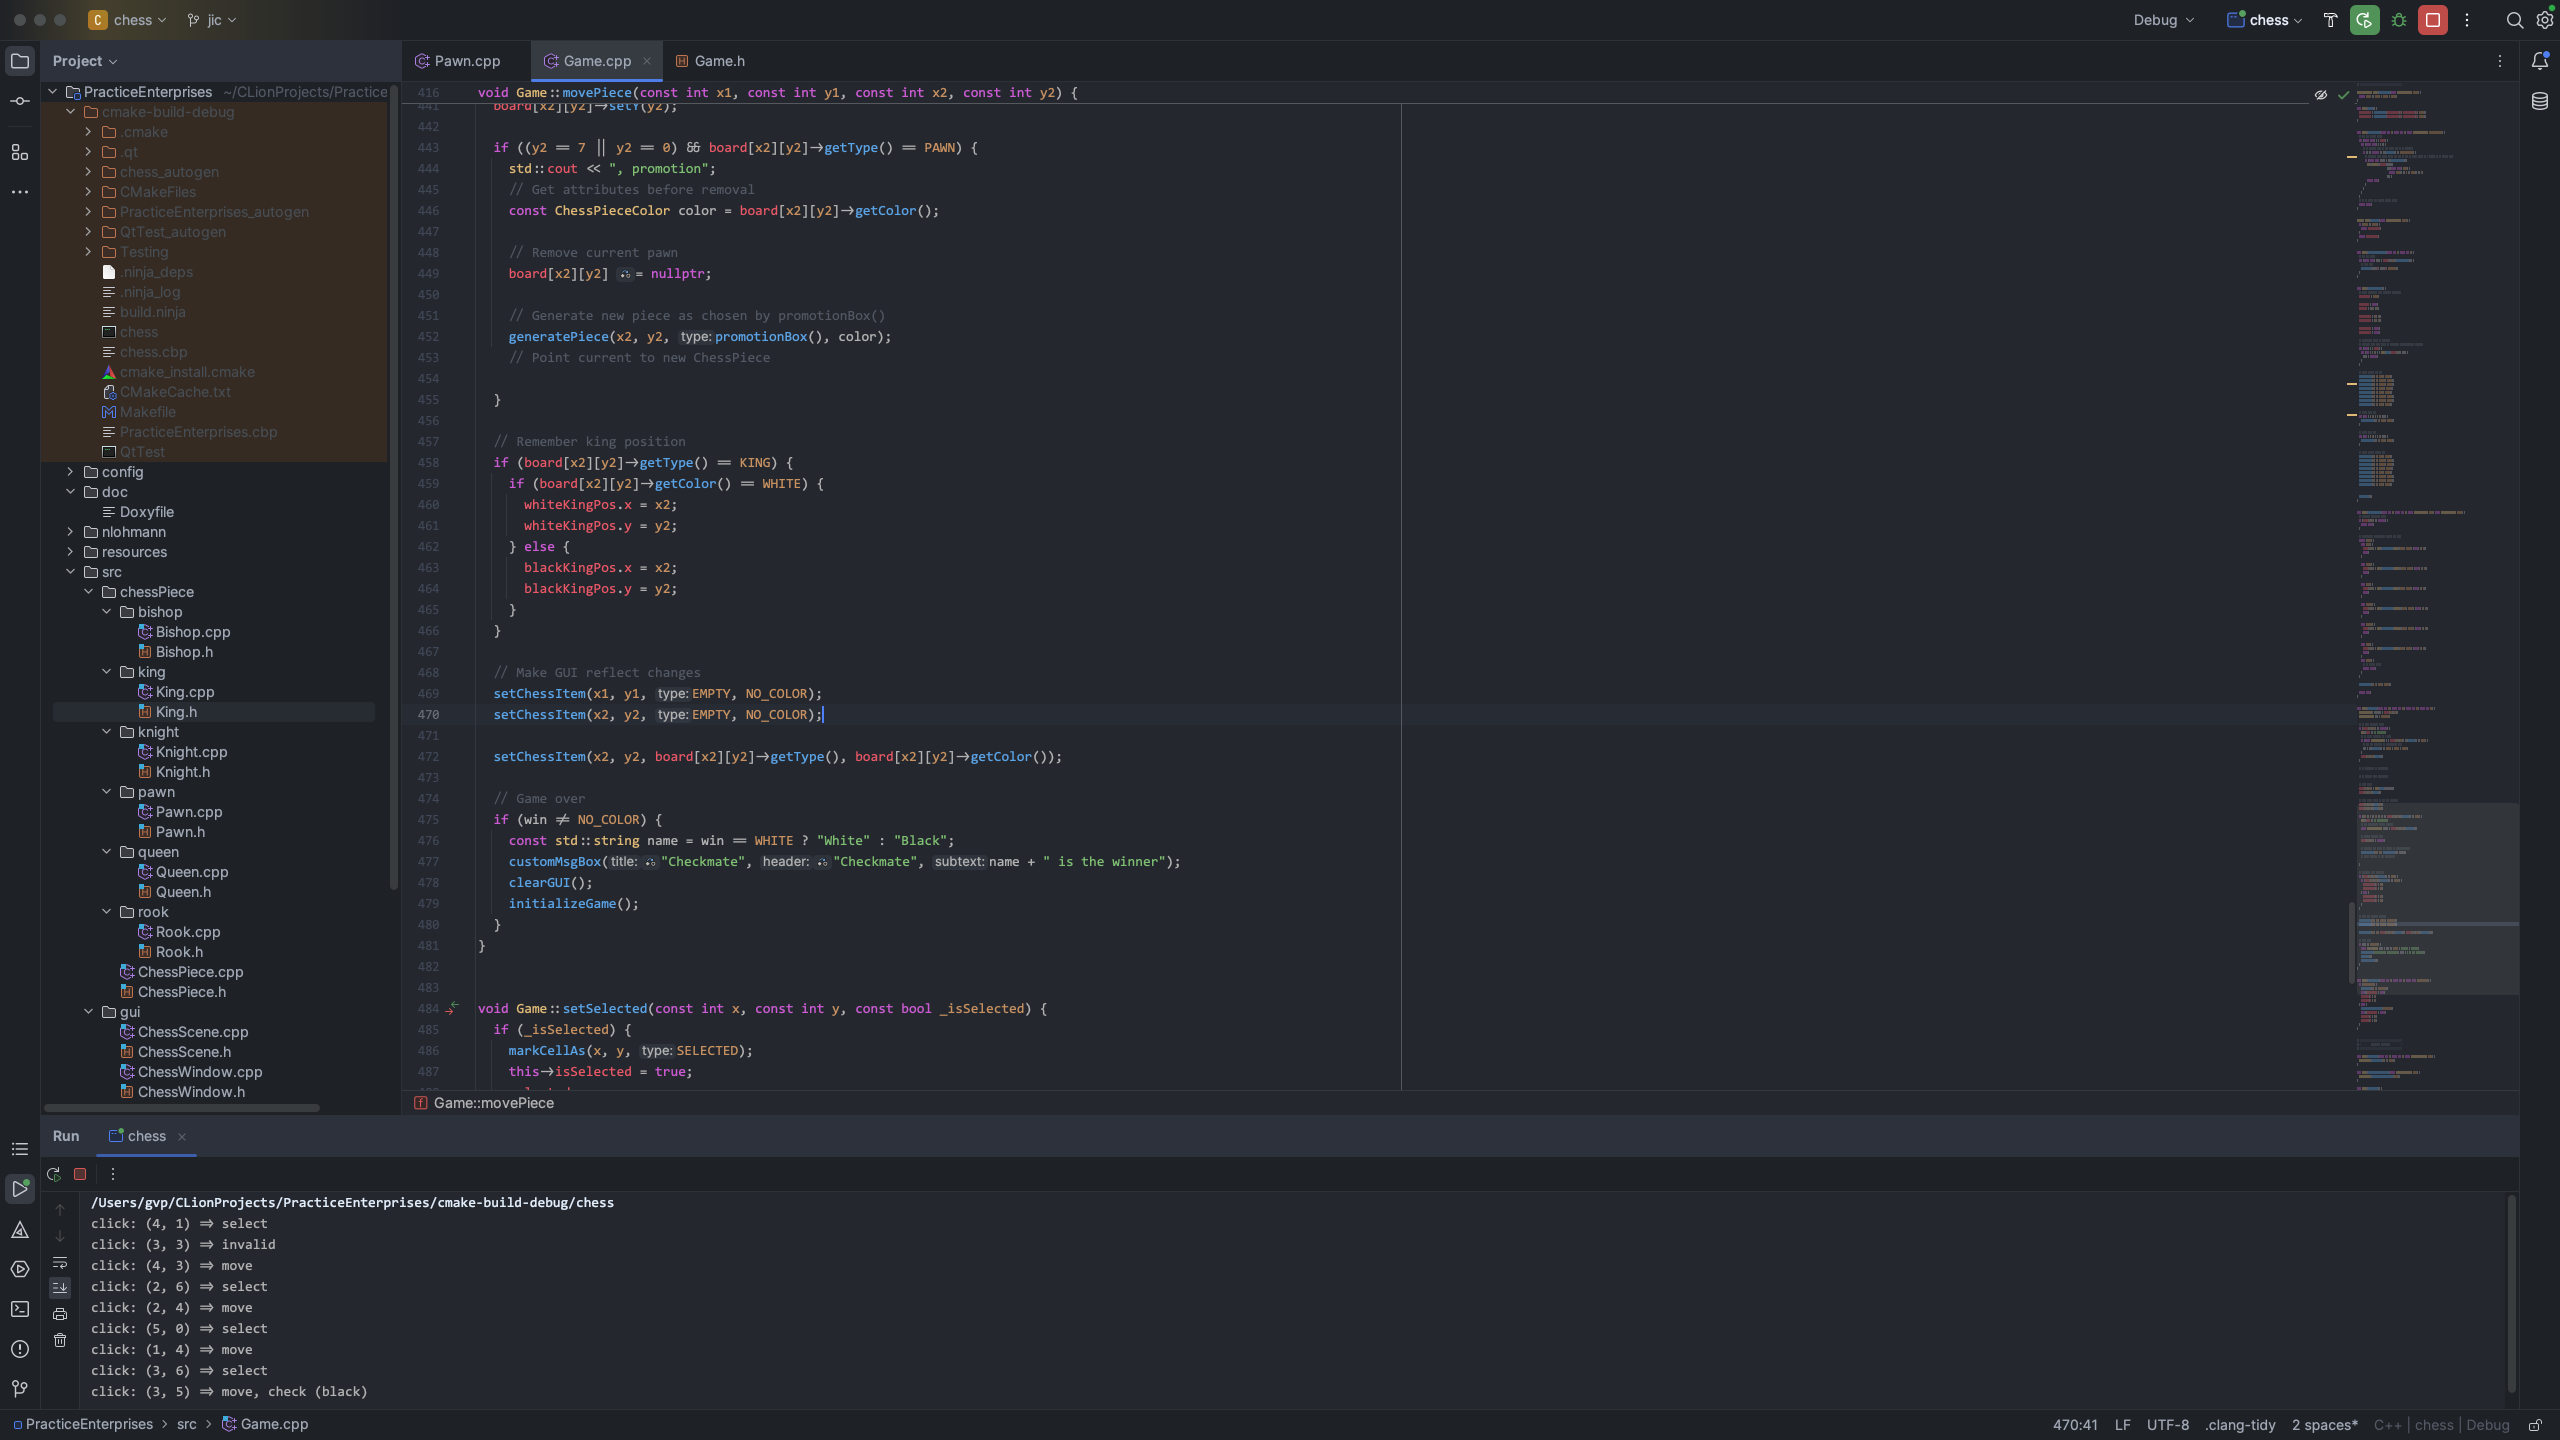 C chess jic Debug chess
Project
Pawn.cpp Game.cpp Game.h
PracticeEnterprises ~/CLionProjects/Practice
cmake-build-debug
.cmake
.qt
chess_autogen
CMakeFiles
PracticeEnterprises_autogen
QtTest_autogen
Testing
.ninja_deps
.ninja_log
build.ninja
chess
chess.cbp
cmake_install.cmake
CMakeCache.txt
Makefile
PracticeEnterprises.cbp
QtTest
config
doc
Doxyfile
nlohmann
resources
src
chessPiece
bishop
Bishop.cpp
Bishop.h
king
King.cpp
King.h
knight
Knight.cpp
Knight.h
pawn
Pawn.cpp
Pawn.h
queen
Queen.cpp
Queen.h
rook
Rook.cpp
Rook.h
ChessPiece.cpp
ChessPiece.h
gui
ChessScene.cpp
ChessScene.h
ChessWindow.cpp
ChessWindow.h
416 void Game::movePiece(const int x1, const int y1, const int x2, const int y2) {
441 board[x2][y2]->setY(y2);
442
443 if ((y2 == 7 || y2 == 0) && board[x2][y2]->getType() == PAWN) {
444 std::cout << ", promotion";
445 // Get attributes before removal
446 const ChessPieceColor color = board[x2][y2]->getColor();
447
448 // Remove current pawn
449 board[x2][y2] = nullptr;
450
451 // Generate new piece as chosen by promotionBox()
452 generatePiece(x2, y2, type: promotionBox(), color);
453 // Point current to new ChessPiece
454
455 }
456
457 // Remember king position
458 if (board[x2][y2]->getType() == KING) {
459 if (board[x2][y2]->getColor() == WHITE) {
460 whiteKingPos.x = x2;
461 whiteKingPos.y = y2;
462 } else {
463 blackKingPos.x = x2;
464 blackKingPos.y = y2;
465 }
466 }
467
468 // Make GUI reflect changes
469 setChessItem(x1, y1, type: EMPTY, NO_COLOR);
470 setChessItem(x2, y2, type: EMPTY, NO_COLOR);
471
472 setChessItem(x2, y2, board[x2][y2]->getType(), board[x2][y2]->getColor());
473
474 // Game over
475 if (win != NO_COLOR) {
476 const std::string name = win == WHITE ? "White" : "Black";
477 customMsgBox(title: "Checkmate", header: "Checkmate", subtext: name + " is the winner");
478 clearGUI();
479 initializeGame();
480 }
481 }
482
483
484 void Game::setSelected(const int x, const int y, const bool _isSelected) {
485 if (_isSelected) {
486 markCellAs(x, y, type: SELECTED);
487 this->isSelected = true;
Game::movePiece
Run chess
/Users/gvp/CLionProjects/PracticeEnterprises/cmake-build-debug/chess
click: (4, 1) => select
click: (3, 3) => invalid
click: (4, 3) => move
click: (2, 6) => select
click: (2, 4) => move
click: (5, 0) => select
click: (1, 4) => move
click: (3, 6) => select
click: (3, 5) => move, check (black)
PracticeEnterprises > src > Game.cpp 470:41 LF UTF-8 .clang-tidy 2 spaces* C++ | chess | Debug